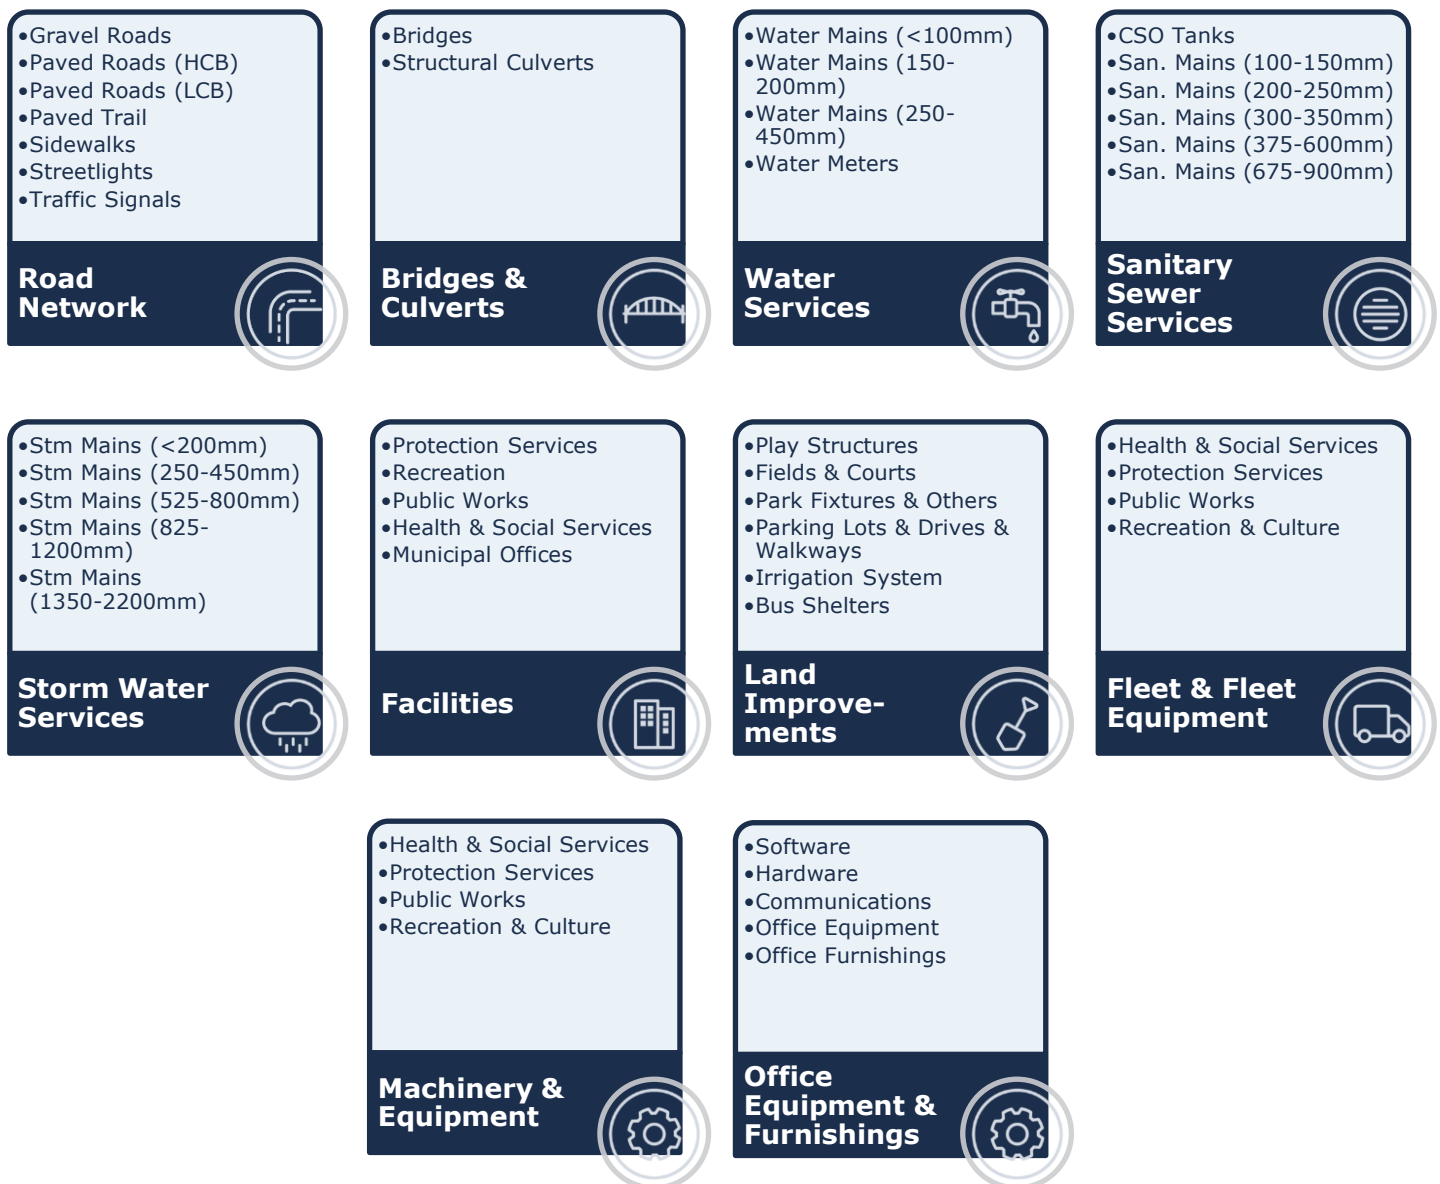 •Gravel Roads
•Paved Roads (HCB)
•Paved Roads (LCB)
•Paved Trail
•Sidewalks
•Streetlights
•Traffic Signals
Road
Network
•Bridges
•Structural Culverts
Bridges &
Culverts
•Water Mains (<100mm)
•Water Mains (150-
200mm)
•Water Mains (250-
450mm)
•Water Meters
Water
Services
•CSO Tanks
•San. Mains (100-150mm)
•San. Mains (200-250mm)
•San. Mains (300-350mm)
•San. Mains (375-600mm)
•San. Mains (675-900mm)
Sanitary
Sewer
Services
•Stm Mains (<200mm)
•Stm Mains (250-450mm)
•Stm Mains (525-800mm)
•Stm Mains (825-
1200mm)
•Stm Mains
(1350-2200mm)
Storm Water
Services
•Protection Services
•Recreation
•Public Works
•Health & Social Services
•Municipal Offices
Facilities
•Play Structures
•Fields & Courts
•Park Fixtures & Others
•Parking Lots & Drives &
Walkways
•Irrigation System
•Bus Shelters
Land
Improve-
ments
•Health & Social Services
•Protection Services
•Public Works
•Recreation & Culture
Fleet & Fleet
Equipment
•Health & Social Services
•Protection Services
•Public Works
•Recreation & Culture
Machinery &
Equipment
•Software
•Hardware
•Communications
•Office Equipment
•Office Furnishings
Office
Equipment &
Furnishings